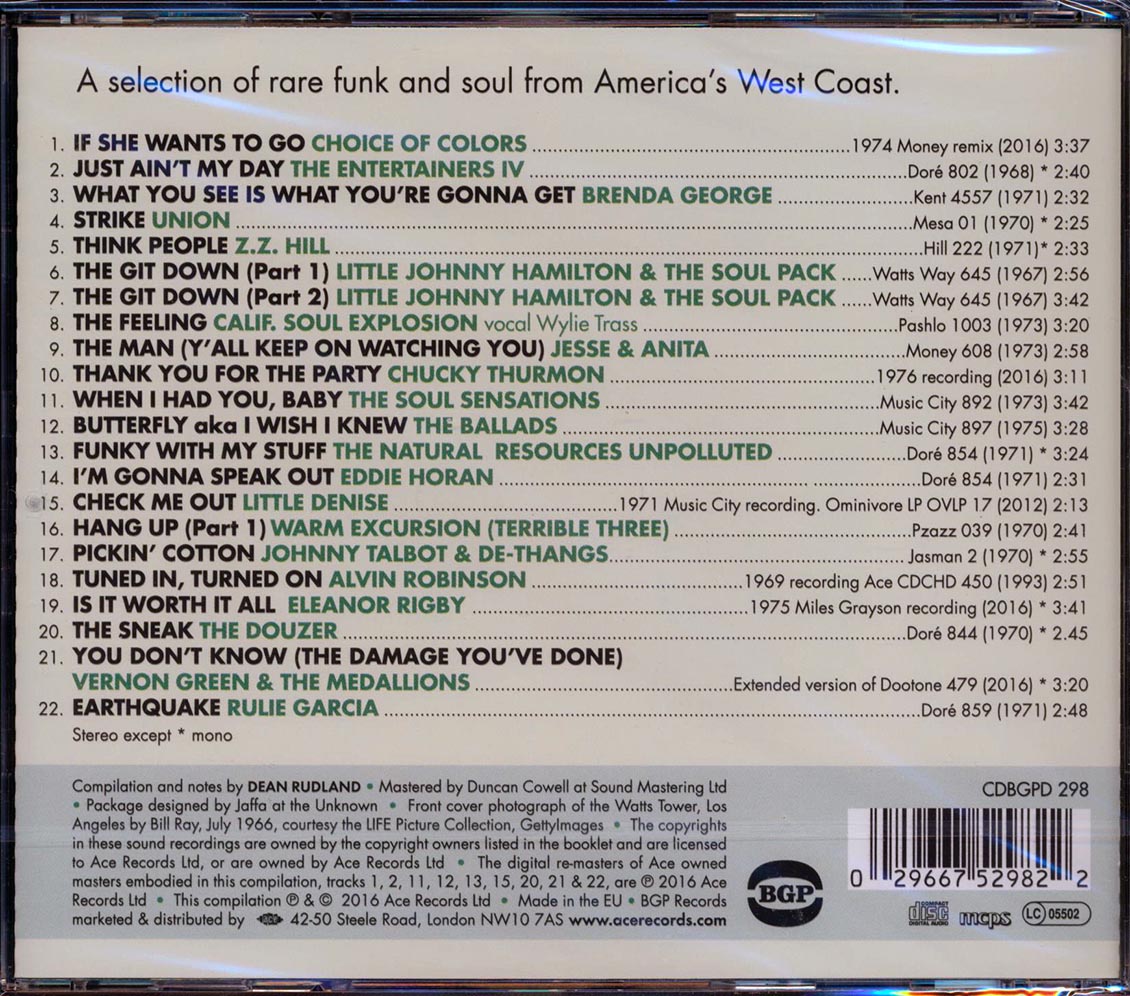 A selection of rare funk and soul from America's West Coast.
1. IF SHE WANTS TO GO CHOICE OF COLORS ........ 1974 Money remix (2016) 3:37
2. JUST AIN'T MY DAY THE ENTERTAINERS IV ........ Doré 802 (1968) * 2:40
3. WHAT YOU SEE IS WHAT YOU'RE GONNA GET BRENDA GEORGE ........ Kent 4557 (1971) 2:32
4. STRIKE UNION ........ Mesa 01 (1970) * 2:25
5. THINK PEOPLE Z.Z. HILL ........ Hill 222 (1971)* 2:33
6. THE GIT DOWN (Part 1) LITTLE JOHNNY HAMILTON & THE SOUL PACK ...... Watts Way 645 (1967) 2:56
7. THE GIT DOWN (Part 2) LITTLE JOHNNY HAMILTON & THE SOUL PACK ...... Watts Way 645 (1967) 3:42
8. THE FEELING CALIF. SOUL EXPLOSION vocal Wylie Trass ........ Pashlo 1003 (1973) 3:20
9. THE MAN (Y'ALL KEEP ON WATCHING YOU) JESSE & ANITA ........ Money 608 (1973) 2:58
10. THANK YOU FOR THE PARTY CHUCKY THURMON ........ 1976 recording (2016) 3:11
11. WHEN I HAD YOU, BABY THE SOUL SENSATIONS ........ Music City 892 (1973) 3:42
12. BUTTERFLY aka I WISH I KNEW THE BALLADS ........ Music City 897 (1975) 3:28
13. FUNKY WITH MY STUFF THE NATURAL RESOURCES UNPOLLUTED ........ Doré 854 (1971) * 3:24
14. I'M GONNA SPEAK OUT EDDIE HORAN ........ Doré 854 (1971) 2:31
15. CHECK ME OUT LITTLE DENISE ........ 1971 Music City recording. Ominivore LP OVLP 17 (2012) 2:13
16. HANG UP (Part 1) WARM EXCURSION (TERRIBLE THREE) ........ Pzazz 039 (1970) 2:41
17. PICKIN' COTTON JOHNNY TALBOT & DE-THANGS ........ Jasman 2 (1970) * 2:55
18. TUNED IN, TURNED ON ALVIN ROBINSON ........ 1969 recording Ace CDCHD 450 (1993) 2:51
19. IS IT WORTH IT ALL ELEANOR RIGBY ........ 1975 Miles Grayson recording (2016) * 3:41
20. THE SNEAK THE DOUZER ........ Doré 844 (1970) * 2.45
21. YOU DON'T KNOW (THE DAMAGE YOU'VE DONE)
VERNON GREEN & THE MEDALLIONS ........ Extended version of Dootone 479 (2016) * 3:20
22. EARTHQUAKE RULIE GARCIA ........ Doré 859 (1971) 2:48
Stereo except * mono
Compilation and notes by DEAN RUDLAND • Mastered by Duncan Cowell at Sound Mastering Ltd
• Package designed by Jaffa at the Unknown • Front cover photograph of the Watts Tower, Los
Angeles by Bill Ray, July 1966, courtesy the LIFE Picture Collection, GettyImages • The copyrights
in these sound recordings are owned by the copyright owners listed in the booklet and are licensed
to Ace Records Ltd, or are owned by Ace Records Ltd • The digital re-masters of Ace owned
masters embodied in this compilation, tracks 1, 2, 11, 12, 13, 15, 20, 21 & 22, are ℗ 2016 Ace
Records Ltd • This compilation ℗ & © 2016 Ace Records Ltd • Made in the EU • BGP Records
marketed & distributed by ACE 42-50 Steele Road, London NW10 7AS www.acerecords.com
BGP
CDBGPD 298
0 29667 52982 2
COMPACT disc DIGITAL AUDIO mcps LC 05502